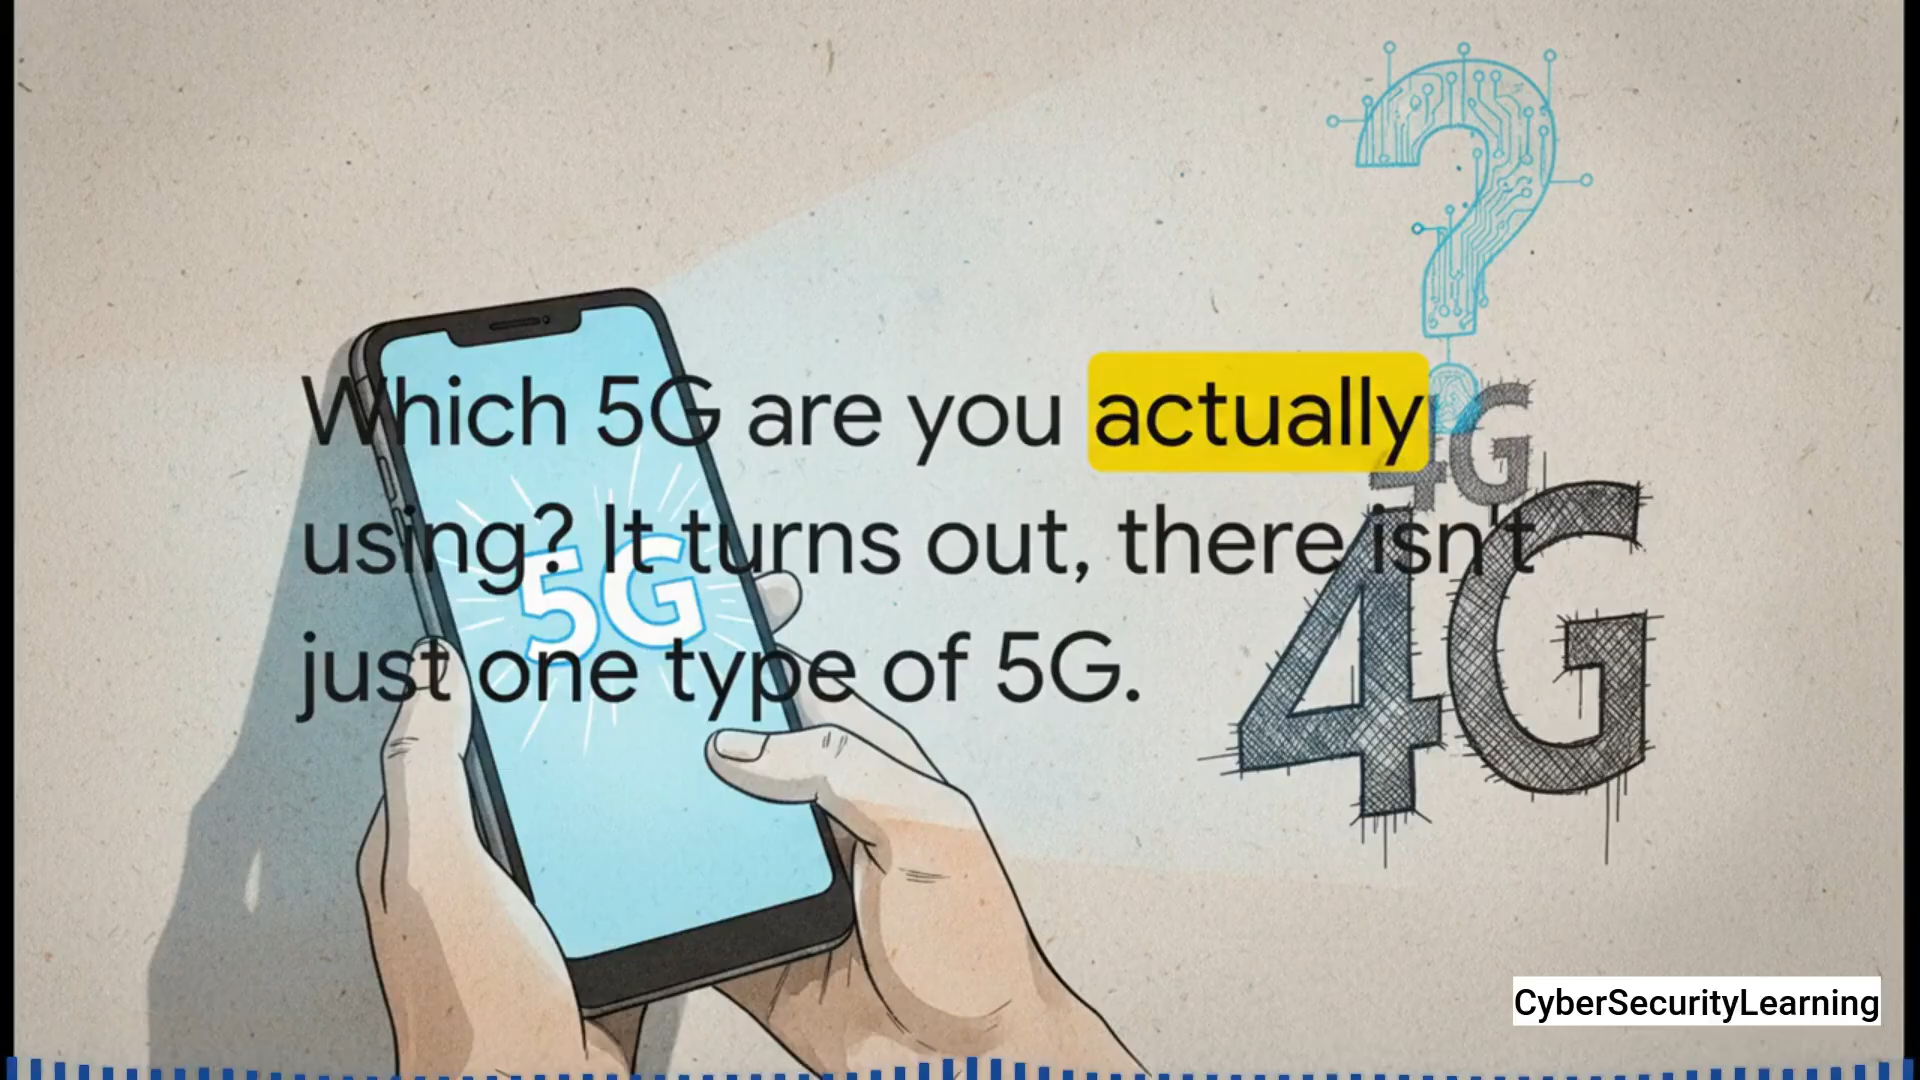 Which 5G are you actually
using? It turns out, there isn't
just one type of 5G.
5G
4G
4G
CyberSecurityLearning